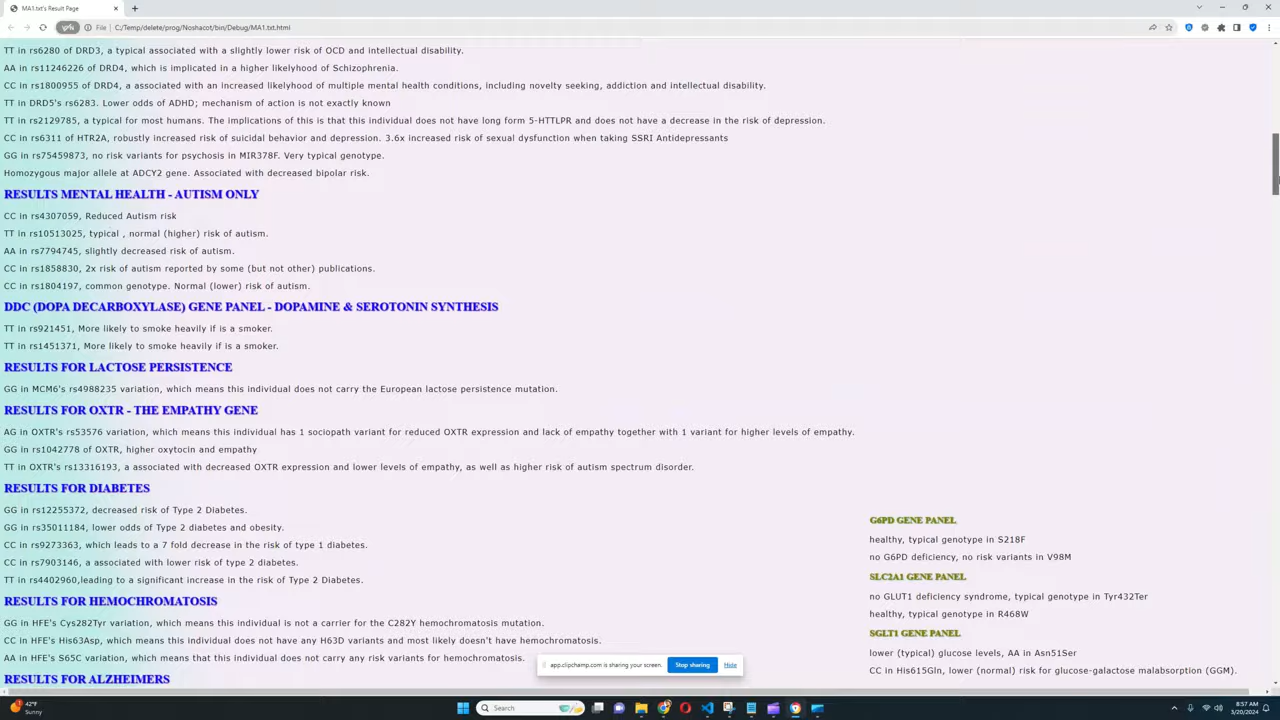 MA1.txt's Result Page
File
C:/Temp/delete/prog/Noshacot/bin/Debug/MA1.txt.html
TT in rs6280 of DRD3, a typical associated with a slightly lower risk of OCD and intellectual disability.
AA in rs11246226 of DRD4, which is implicated in a higher likelyhood of Schizophrenia.
CC in rs1800955 of DRD4, a associated with an increased likelyhood of multiple mental health conditions, including novelty seeking, addiction and intellectual disability.
TT in DRD5's rs6283. Lower odds of ADHD; mechanism of action is not exactly known
TT in rs2129785, a typical for most humans. The implications of this is that this individual does not have long form 5-HTTLPR and does not have a decrease in the risk of depression.
CC in rs6311 of HTR2A, robustly increased risk of suicidal behavior and depression. 3.6x increased risk of sexual dysfunction when taking SSRI Antidepressants
GG in rs75459873, no risk variants for psychosis in MIR378F. Very typical genotype.
Homozygous major allele at ADCY2 gene. Associated with decreased bipolar risk.
RESULTS MENTAL HEALTH - AUTISM ONLY
CC in rs4307059, Reduced Autism risk
TT in rs10513025, typical , normal (higher) risk of autism.
AA in rs7794745, slightly decreased risk of autism.
CC in rs1858830, 2x risk of autism reported by some (but not other) publications.
CC in rs1804197, common genotype. Normal (lower) risk of autism.
DDC (DOPA DECARBOXYLASE) GENE PANEL - DOPAMINE & SEROTONIN SYNTHESIS
TT in rs921451, More likely to smoke heavily if is a smoker.
TT in rs1451371, More likely to smoke heavily if is a smoker.
RESULTS FOR LACTOSE PERSISTENCE
GG in MCM6's rs4988235 variation, which means this individual does not carry the European lactose persistence mutation.
RESULTS FOR OXTR - THE EMPATHY GENE
AG in OXTR's rs53576 variation, which means this individual has 1 sociopath variant for reduced OXTR expression and lack of empathy together with 1 variant for higher levels of empathy.
GG in rs1042778 of OXTR, higher oxytocin and empathy
TT in OXTR's rs13316193, a associated with decreased OXTR expression and lower levels of empathy, as well as higher risk of autism spectrum disorder.
RESULTS FOR DIABETES
GG in rs12255372, decreased risk of Type 2 Diabetes.
GG in rs35011184, lower odds of Type 2 diabetes and obesity.
CC in rs9273363, which leads to a 7 fold decrease in the risk of type 1 diabetes.
CC in rs7903146, a associated with lower risk of type 2 diabetes.
TT in rs4402960,leading to a significant increase in the risk of Type 2 Diabetes.
RESULTS FOR HEMOCHROMATOSIS
GG in HFE's Cys282Tyr variation, which means this individual is not a carrier for the C282Y hemochromatosis mutation.
CC in HFE's His63Asp, which means this individual does not have any H63D variants and most likely doesn't have hemochromatosis.
AA in HFE's S65C variation, which means that this individual does not carry any risk variants for hemochromatosis.
RESULTS FOR ALZHEIMERS
G6PD GENE PANEL
healthy, typical genotype in S218F
no G6PD deficiency, no risk variants in V98M
SLC2A1 GENE PANEL
no GLUT1 deficiency syndrome, typical genotype in Tyr432Ter
healthy, typical genotype in R468W
SGLT1 GENE PANEL
lower (typical) glucose levels, AA in Asn51Ser
CC in His615Gln, lower (normal) risk for glucose-galactose malabsorption (GGM).
app.clipchamp.com is sharing your screen.
Stop sharing
Hide
42°F
Sunny
Search
8:57 AM
3/20/2024